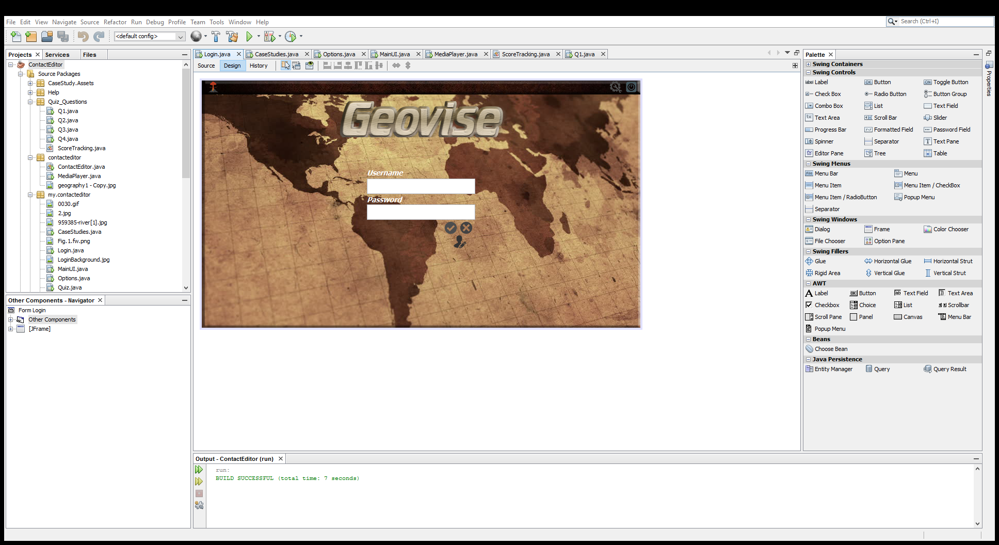 File Edit View Navigate Source Refactor Run Debug Profile Team Tools Window Help
Search (Ctrl+I)
<default config>
Projects Services Files
ContactEditor
Source Packages
CaseStudy.Assets
Help
Quiz_Questions
Q1.java
Q2.java
Q3.java
Q4.java
ScoreTracking.java
contacteditor
ContactEditor.java
MediaPlayer.java
geography1 - Copy.jpg
my.contacteditor
0030.gif
2.jpg
959385-river[1].jpg
CaseStudies.java
Fig.1.fw.png
Login.java
LoginBackground.jpg
MainUI.java
Options.java
Quiz.java
Other Components - Navigator
Form Login
Other Components
[JFrame]
Login.java CaseStudies.java Options.java MainUI.java MediaPlayer.java ScoreTracking.java Q1.java
Source Design History
Geovise
Username
Password
Output - ContactEditor (run)
run:
BUILD SUCCESSFUL (total time: 7 seconds)
Palette
Swing Containers
Swing Controls
label Label OK Button ON Toggle Button
Check Box Radio Button Button Group
Combo Box List Text Field
Text Area Scroll Bar Slider
Progress Bar Formatted Field Password Field
Spinner Separator Text Pane
Editor Pane Tree Table
Swing Menus
File Menu Bar Menu
Menu Item Menu Item / CheckBox
Menu Item / RadioButton Popup Menu
Separator
Swing Windows
Dialog Frame Color Chooser
File Chooser Option Pane
Swing Fillers
Glue Horizontal Glue Horizontal Strut
Rigid Area Vertical Glue Vertical Strut
AWT
Label OK Button Text Field Text Area
Checkbox Choice List Scrollbar
Scroll Pane Panel Canvas Menu Bar
Popup Menu
Beans
Choose Bean
Java Persistence
Entity Manager Query Query Result
Properties